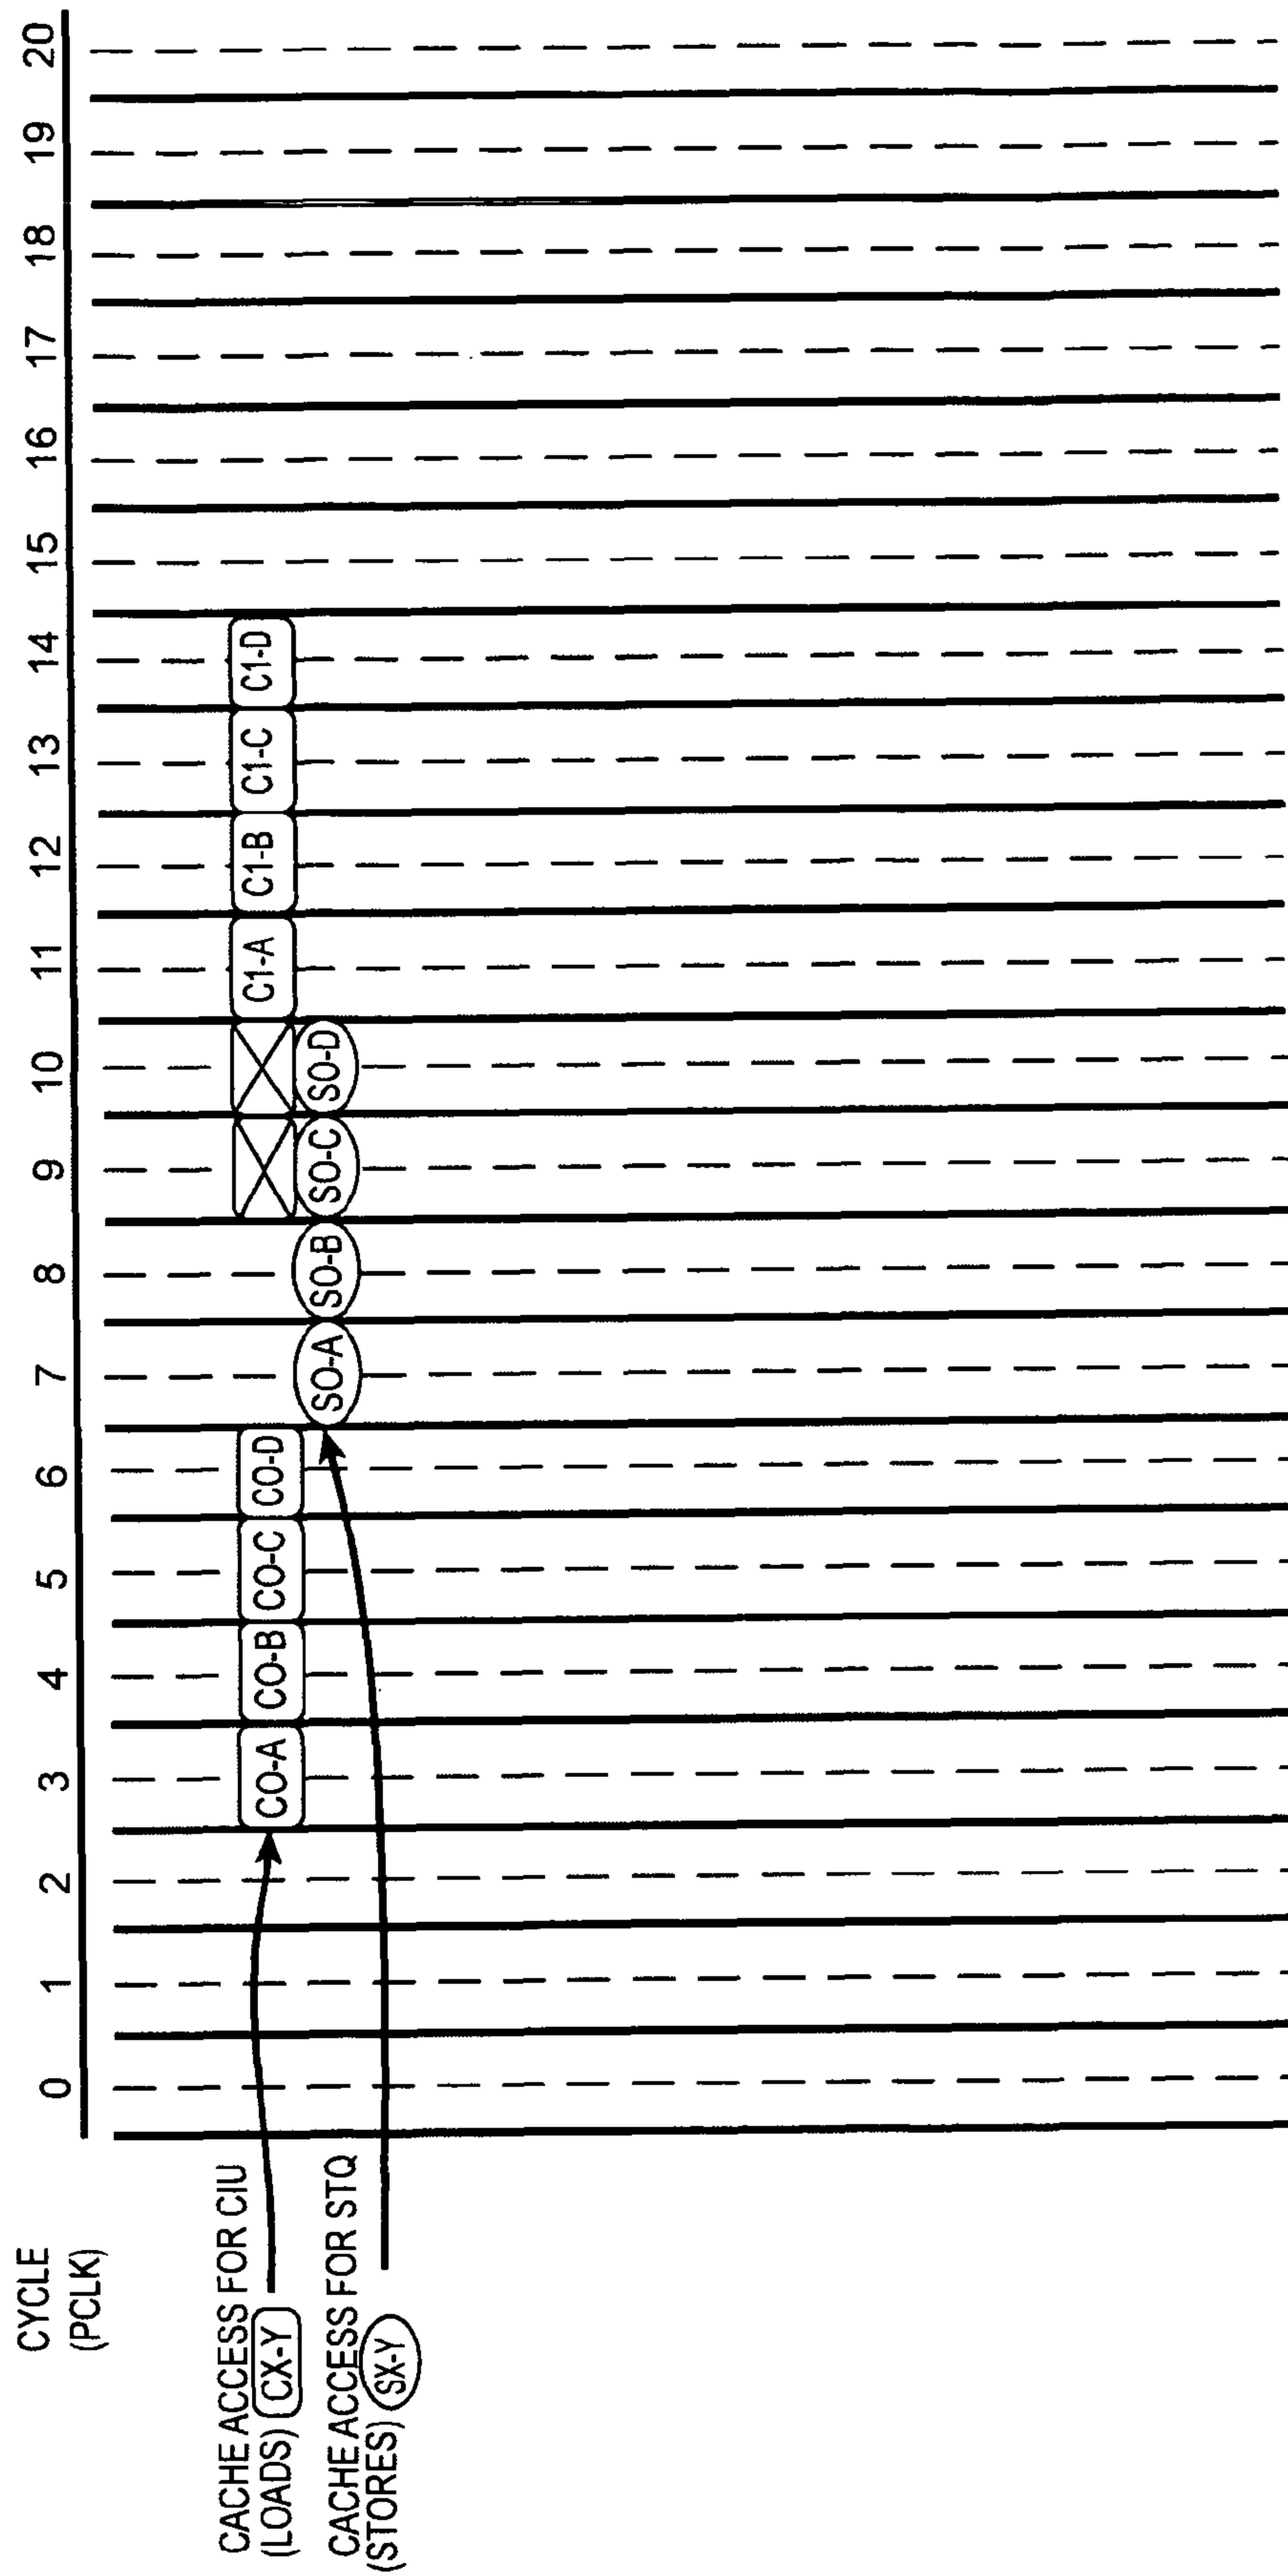 CYCLE
(PCLK)
0 1 2 3 4 5 6 7 8 9 10 11 12 13 14 15 16 17 18 19 20
CACHE ACCESS FOR CIU
(LOADS) CX-Y
CO-A CO-B CO-C CO-D C1-A C1-B C1-C C1-D
CACHE ACCESS FOR STQ
(STORES) SX-Y
SO-A SO-B SO-C SO-D